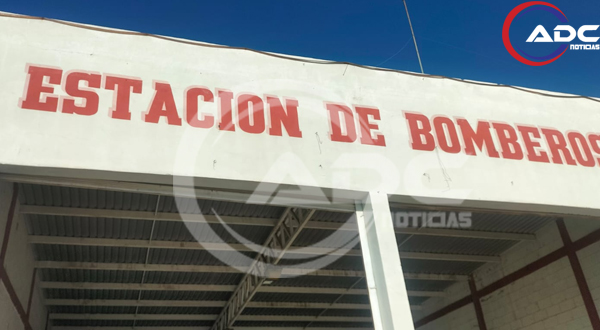 ADC
NOTICIAS
ESTACION DE BOMBEROS
ADC
NOTICIAS